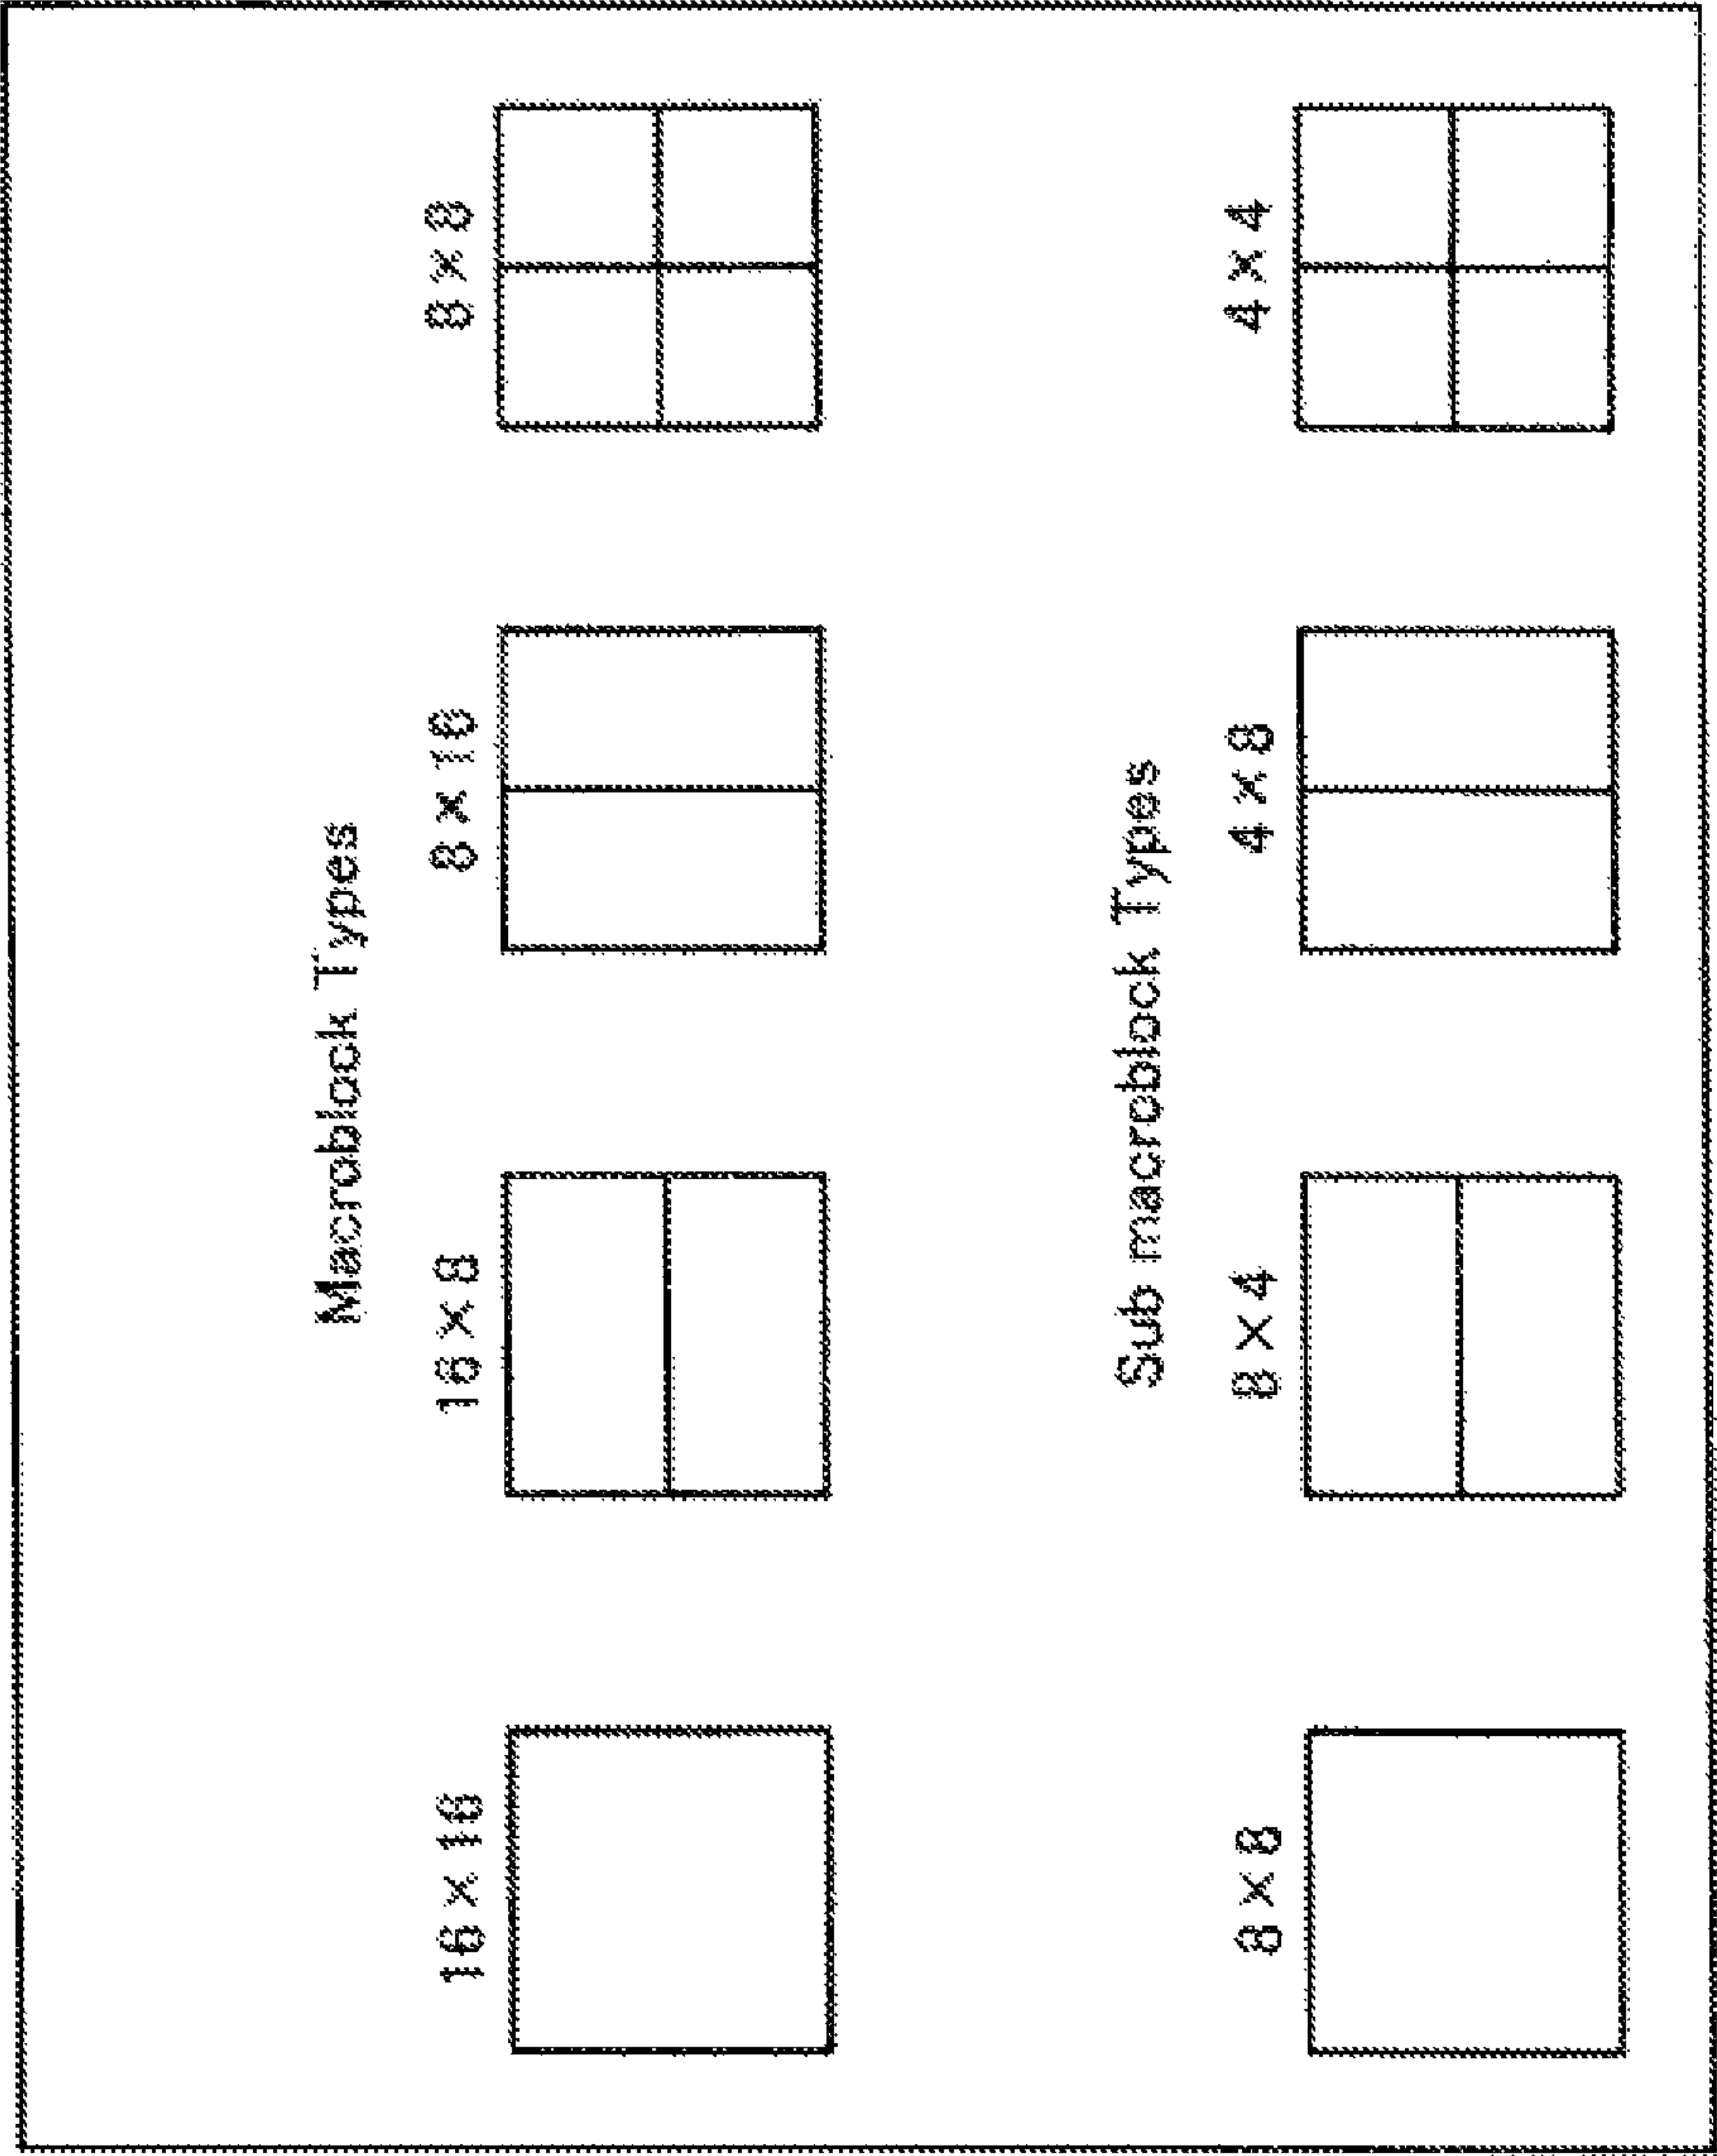 Macroblock Types
16 × 16
16 × 8
8 × 16
8 × 8
Sub macroblock Types
8 × 8
8 × 4
4 × 8
4 × 4